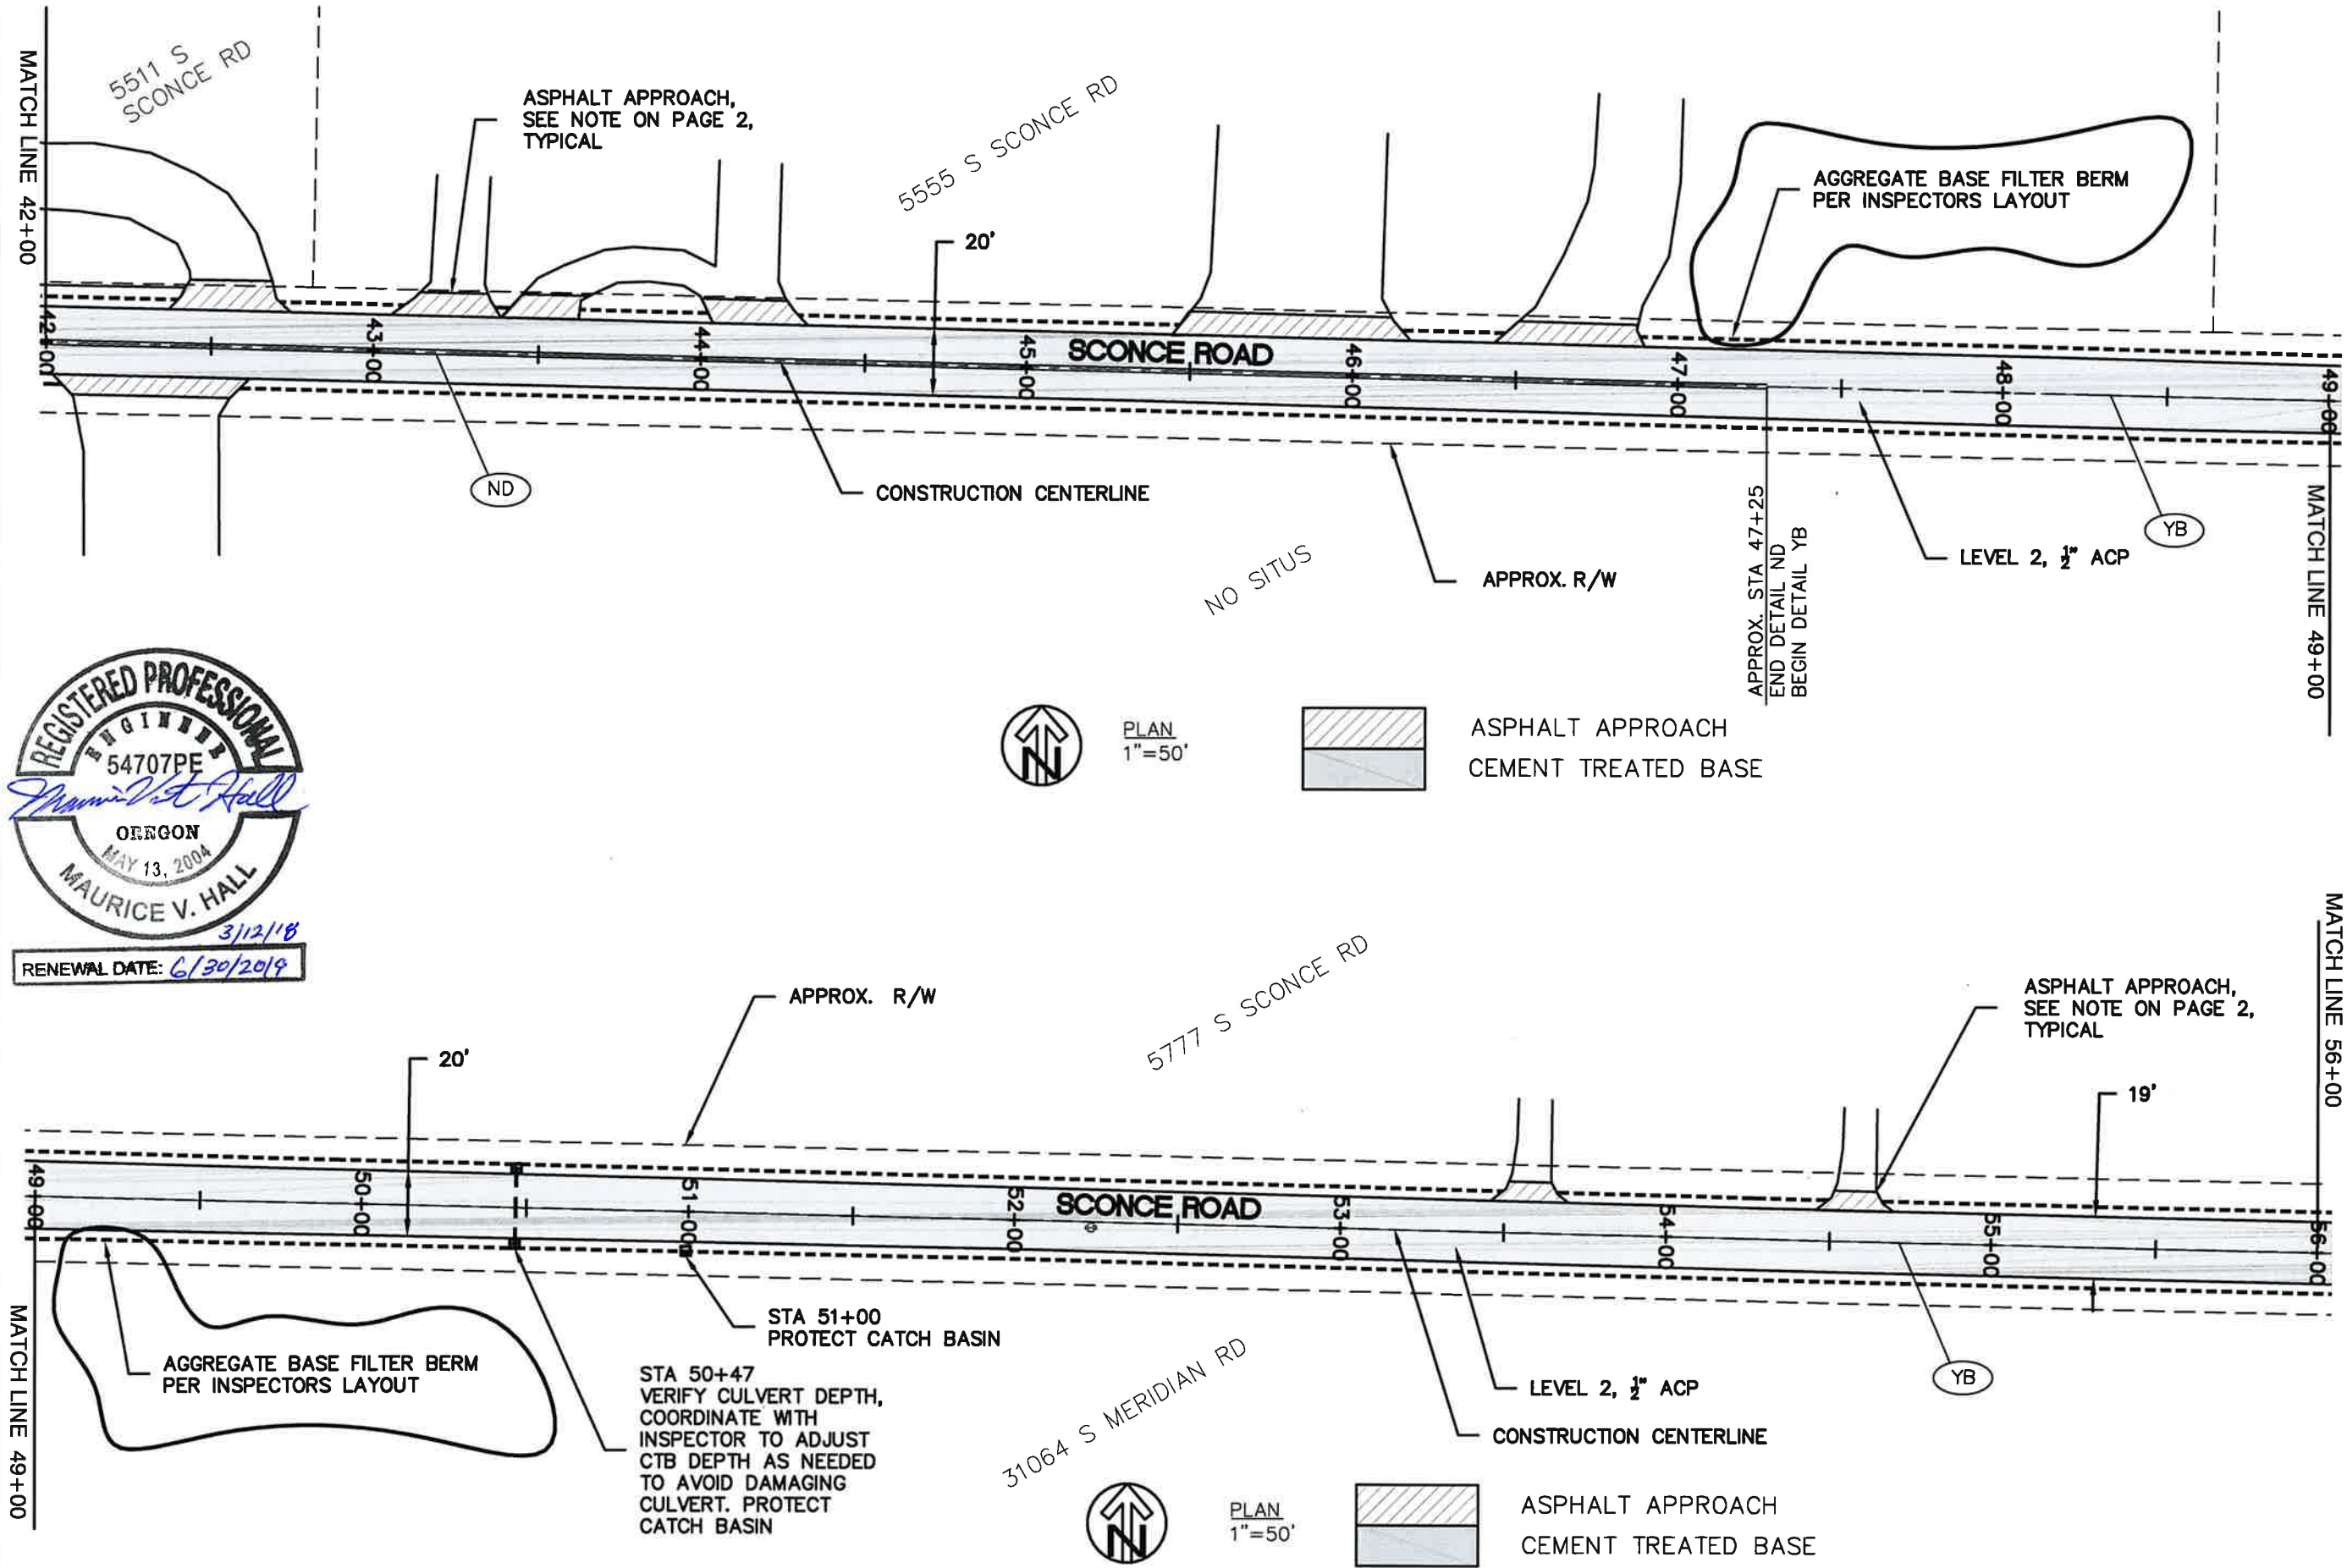 MATCH LINE 42+00
5511 S
SCONCE RD
ASPHALT APPROACH,
SEE NOTE ON PAGE 2,
TYPICAL
5555 S SCONCE RD
20'
AGGREGATE BASE FILTER BERM
PER INSPECTORS LAYOUT
42+00
43+00
44+00
45+00
SCONCE ROAD
46+00
47+00
48+00
49+00
ND
CONSTRUCTION CENTERLINE
NO SITUS
APPROX. R/W
APPROX. STA 47+25
END DETAIL ND
BEGIN DETAIL YB
LEVEL 2, ½" ACP
YB
MATCH LINE 49+00
PLAN
1"=50'
ASPHALT APPROACH
CEMENT TREATED BASE
N
REGISTERED PROFESSIONAL
ENGINEER
54707PE
OREGON
MAY 13, 2004
MAURICE V. HALL
3/12/18
RENEWAL DATE: 6/30/2019
MATCH LINE 49+00
20'
APPROX. R/W
5777 S SCONCE RD
ASPHALT APPROACH,
SEE NOTE ON PAGE 2,
TYPICAL
19'
MATCH LINE 56+00
49+00
50+00
51+00
52+00
SCONCE ROAD
53+00
54+00
55+00
56+00
AGGREGATE BASE FILTER BERM
PER INSPECTORS LAYOUT
STA 51+00
PROTECT CATCH BASIN
STA 50+47
VERIFY CULVERT DEPTH,
COORDINATE WITH
INSPECTOR TO ADJUST
CTB DEPTH AS NEEDED
TO AVOID DAMAGING
CULVERT. PROTECT
CATCH BASIN
31064 S MERIDIAN RD
LEVEL 2, ½" ACP
CONSTRUCTION CENTERLINE
YB
N
PLAN
1"=50'
ASPHALT APPROACH
CEMENT TREATED BASE